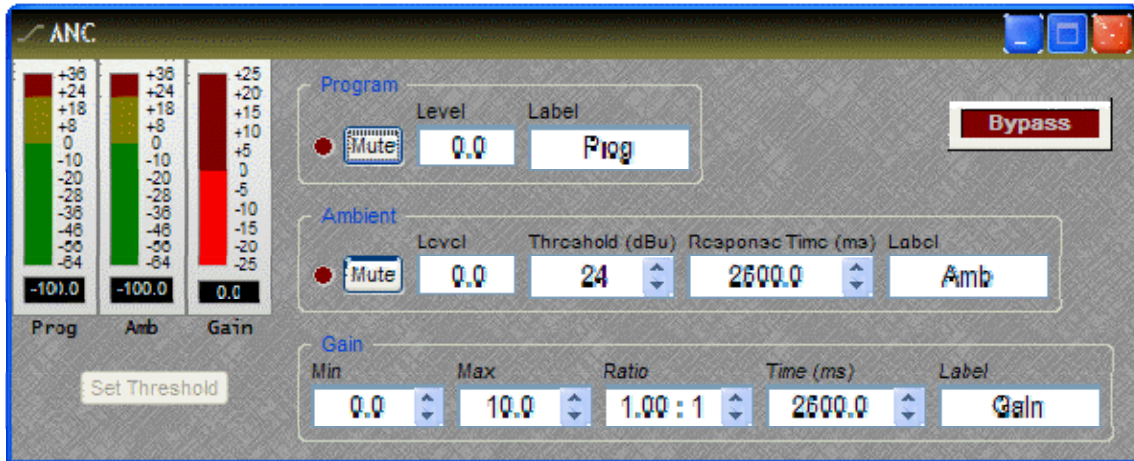 ANC
+36 +36 +25
+24 +24 +20
+18 +18 +15
+8 +8 +10
0 0 +5
-10 -10 0
-20 -20 -5
-28 -28 -10
-36 -36 -15
-46 -46 -20
-56 -56 -25
-64 -64
-100.0 -100.0 0.0
Prog Amb Gain
Set Threshold
Program
Level Label
Mute 0.0 Prog
Bypass
Ambient
Level Threshold (dBu) Response Time (ms) Label
Mute 0.0 24 2600.0 Amb
Gain
Min Max Ratio Time (ms) Label
0.0 10.0 1.00 : 1 2600.0 Gain